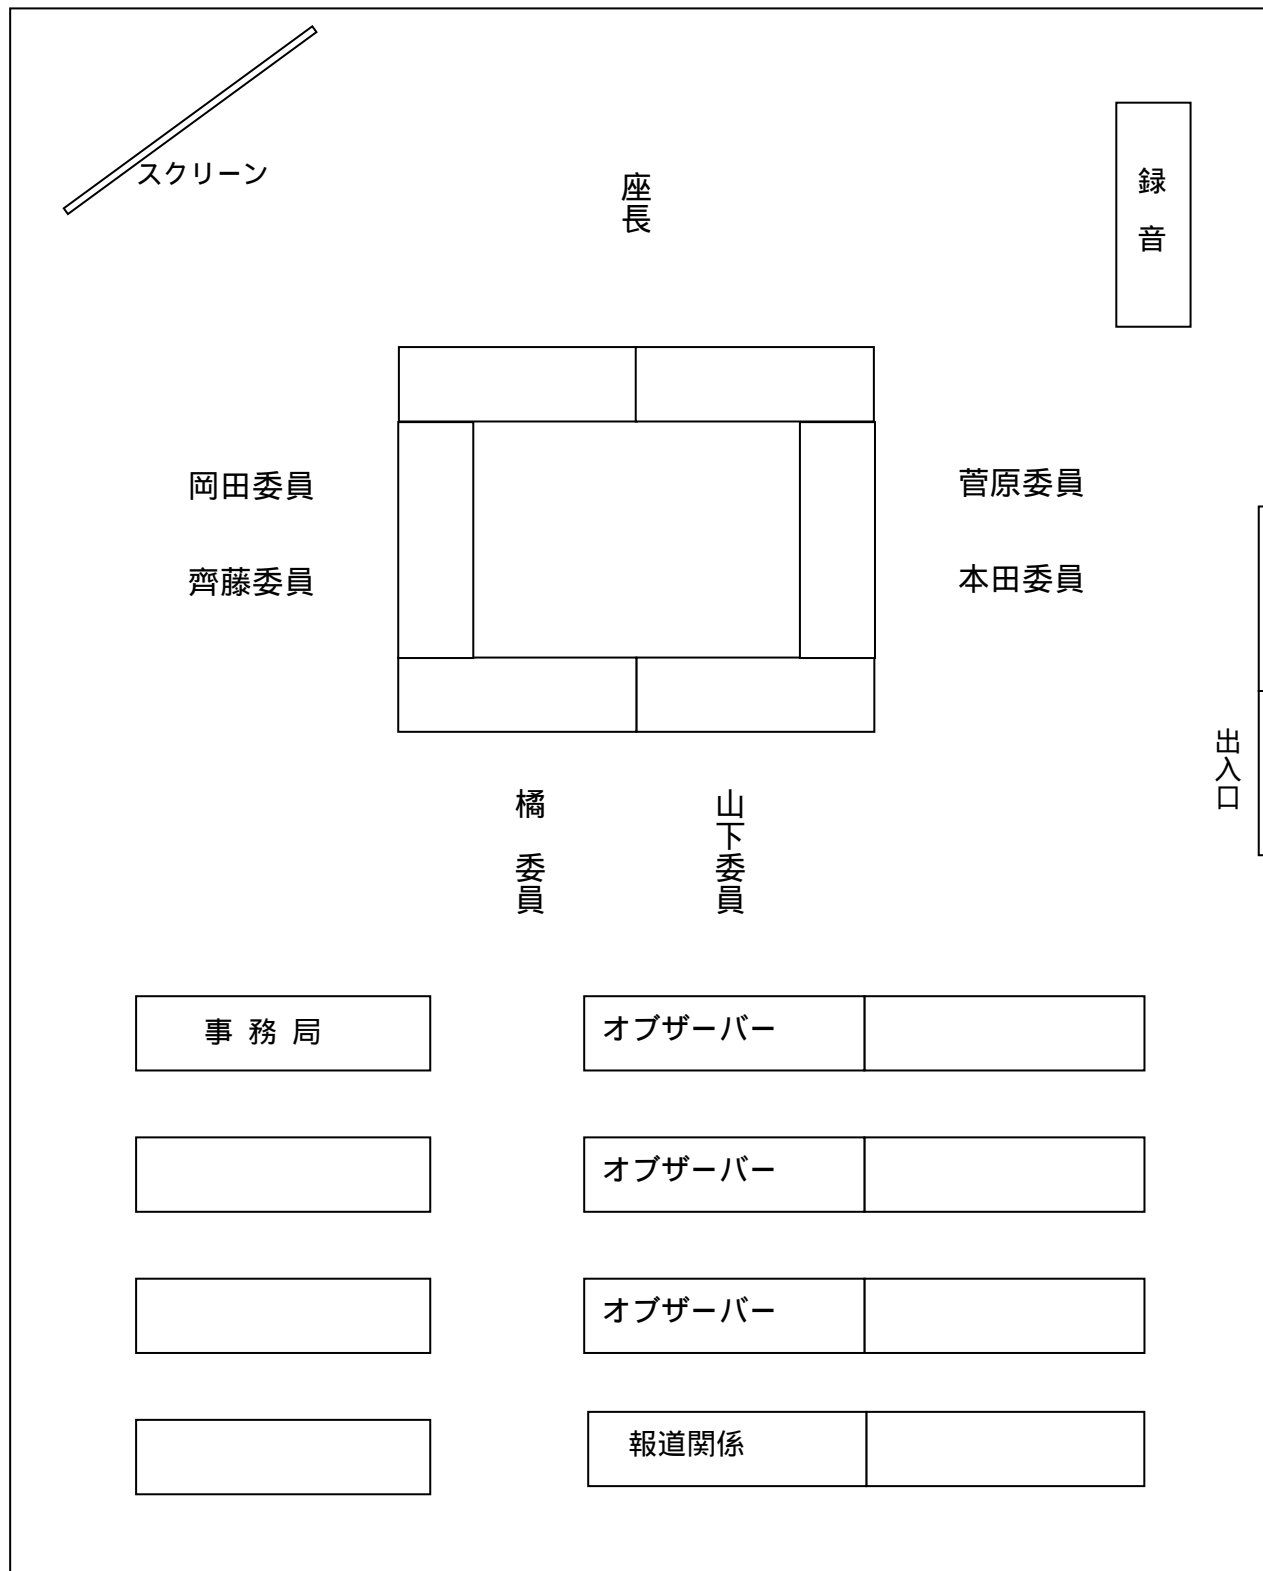 スクリーン
座長
録音
岡田委員
菅原委員
齊藤委員
本田委員
出入口
橘 委員
山下委員
事 務 局
オブザーバー
オブザーバー
オブザーバー
報道関係